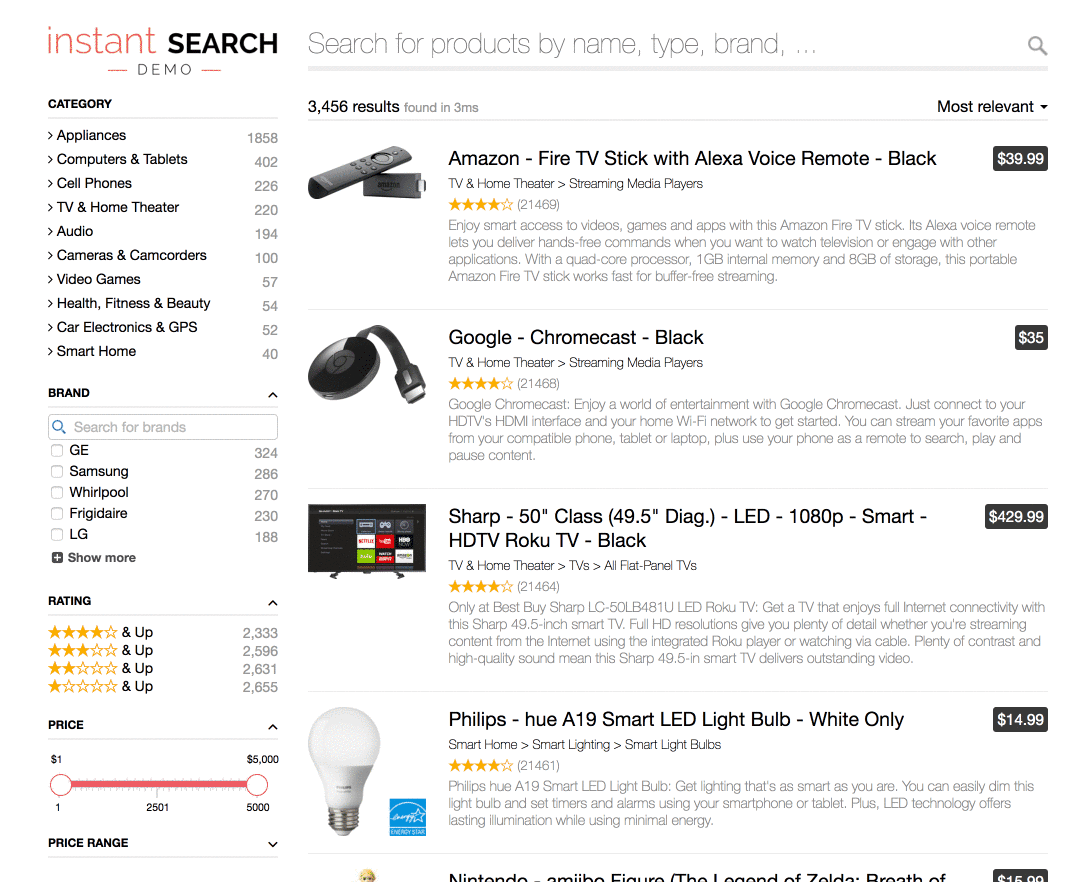 instant SEARCH
DEMO
Search for products by name, type, brand, ...
CATEGORY
Appliances 1858
Computers & Tablets 402
Cell Phones 226
TV & Home Theater 220
Audio 194
Cameras & Camcorders 100
Video Games 57
Health, Fitness & Beauty 54
Car Electronics & GPS 52
Smart Home 40
BRAND
Search for brands
GE 324
Samsung 286
Whirlpool 270
Frigidaire 230
LG 188
Show more
RATING
& Up 2,333
& Up 2,596
& Up 2,631
& Up 2,655
PRICE
$1 $5,000
1 2501 5000
PRICE RANGE
3,456 results found in 3ms Most relevant
Amazon - Fire TV Stick with Alexa Voice Remote - Black $39.99
TV & Home Theater > Streaming Media Players
(21469)
Enjoy smart access to videos, games and apps with this Amazon Fire TV stick. Its Alexa voice remote
lets you deliver hands-free commands when you want to watch television or engage with other
applications. With a quad-core processor, 1GB internal memory and 8GB of storage, this portable
Amazon Fire TV stick works fast for buffer-free streaming.
amazon
Google - Chromecast - Black $35
TV & Home Theater > Streaming Media Players
(21468)
Google Chromecast: Enjoy a world of entertainment with Google Chromecast. Just connect to your
HDTV's HDMI interface and your home Wi-Fi network to get started. You can stream your favorite apps
from your compatible phone, tablet or laptop, plus use your phone as a remote to search, play and
pause content.
Sharp - 50" Class (49.5" Diag.) - LED - 1080p - Smart - $429.99
HDTV Roku TV - Black
TV & Home Theater > TVs > All Flat-Panel TVs
(21464)
Only at Best Buy Sharp LC-50LB481U LED Roku TV: Get a TV that enjoys full Internet connectivity with
this Sharp 49.5-inch smart TV. Full HD resolutions give you plenty of detail whether you're streaming
content from the Internet using the integrated Roku player or watching via cable. Plenty of contrast and
high-quality sound mean this Sharp 49.5-in smart TV delivers outstanding video.
NETFLIX
HBO
Philips - hue A19 Smart LED Light Bulb - White Only $14.99
Smart Home > Smart Lighting > Smart Light Bulbs
(21461)
Philips hue A19 Smart LED Light Bulb: Get lighting that's as smart as you are. You can easily dim this
light bulb and set timers and alarms using your smartphone or tablet. Plus, LED technology offers
lasting illumination while using minimal energy.
PHILIPS
energy
ENERGY STAR
Nintendo - amiibo Figure (The Legend of Zelda: Breath of $15.99